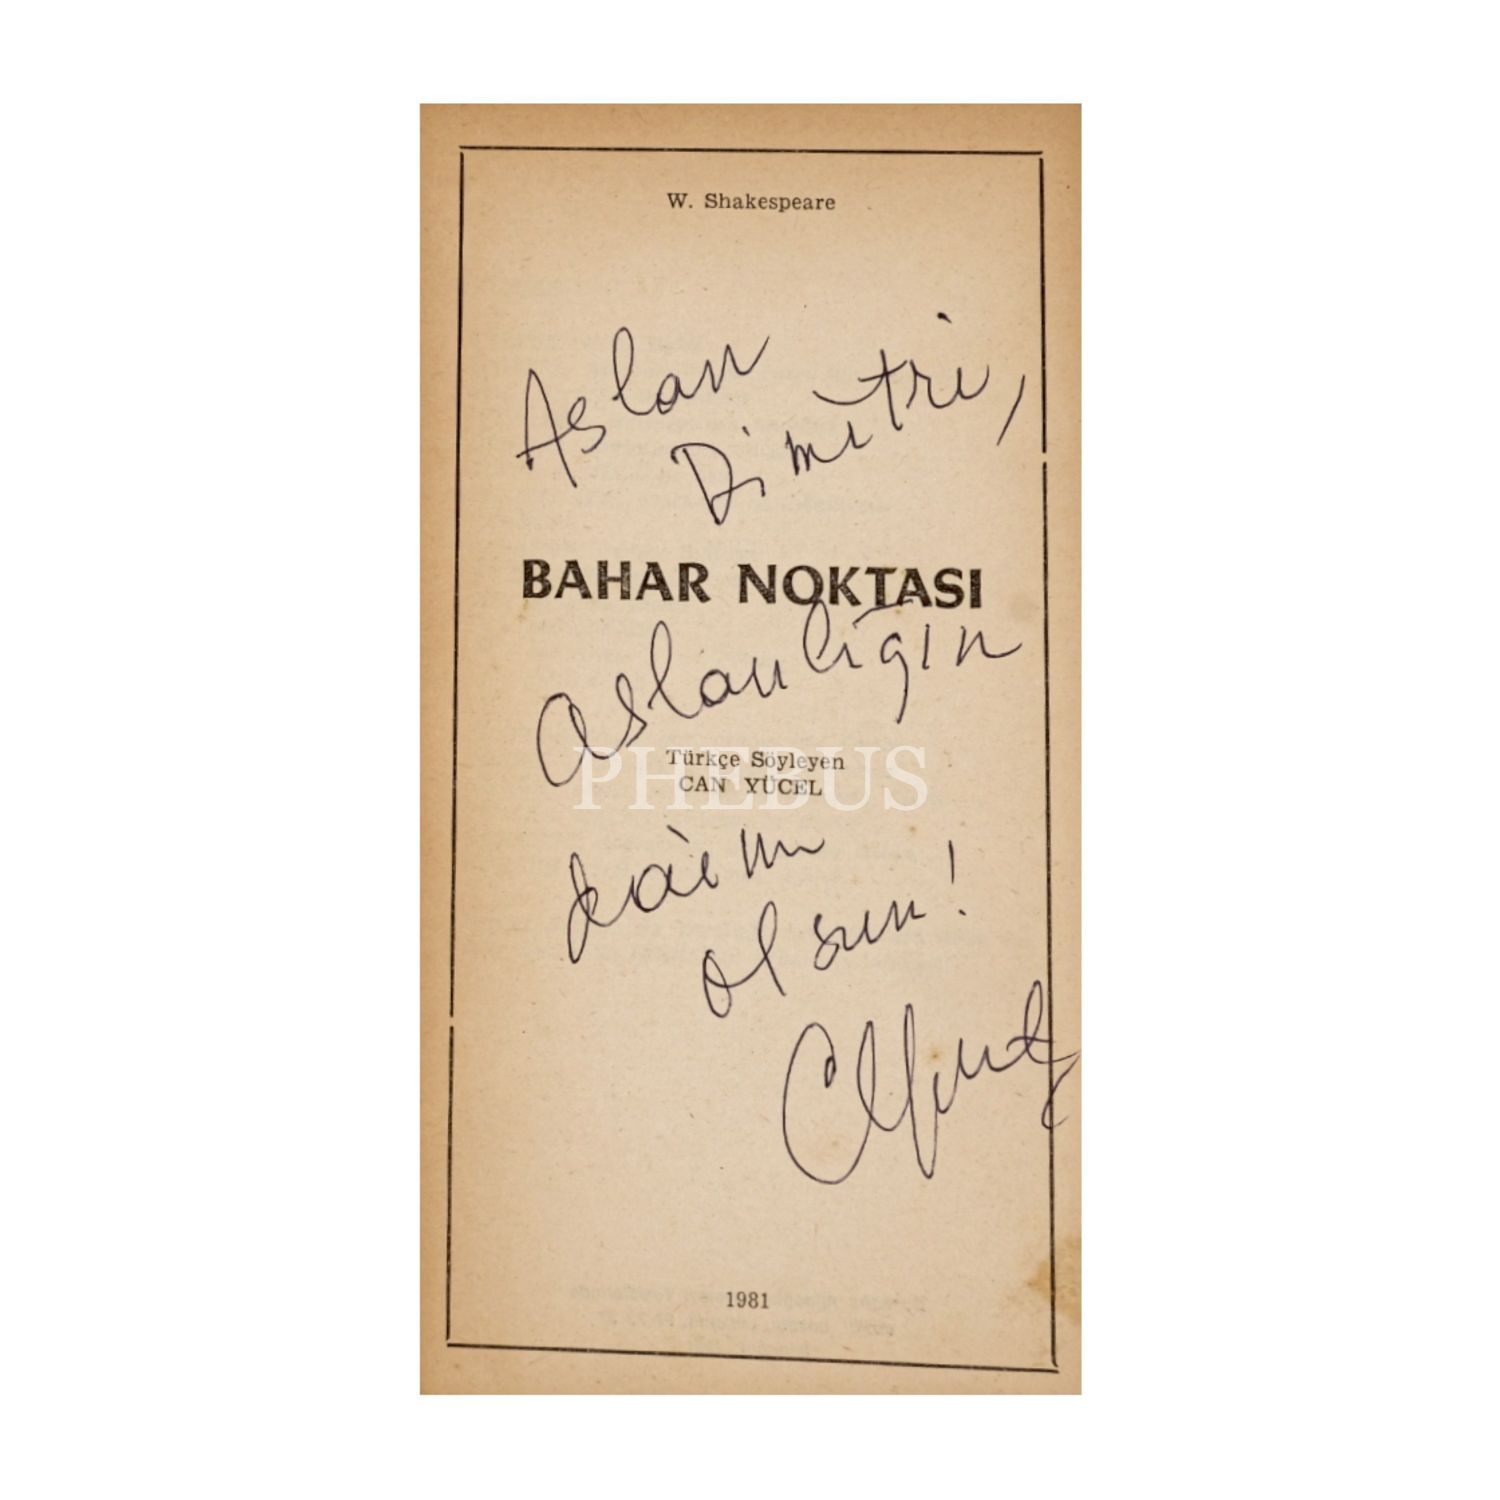 W. Shakespeare
Aslan
Dimitri,
BAHAR NOKTASI
aslanlığın
Türkçe Söyleyen
CAN YÜCEL
PHEBUS
daim
olsun!
1981